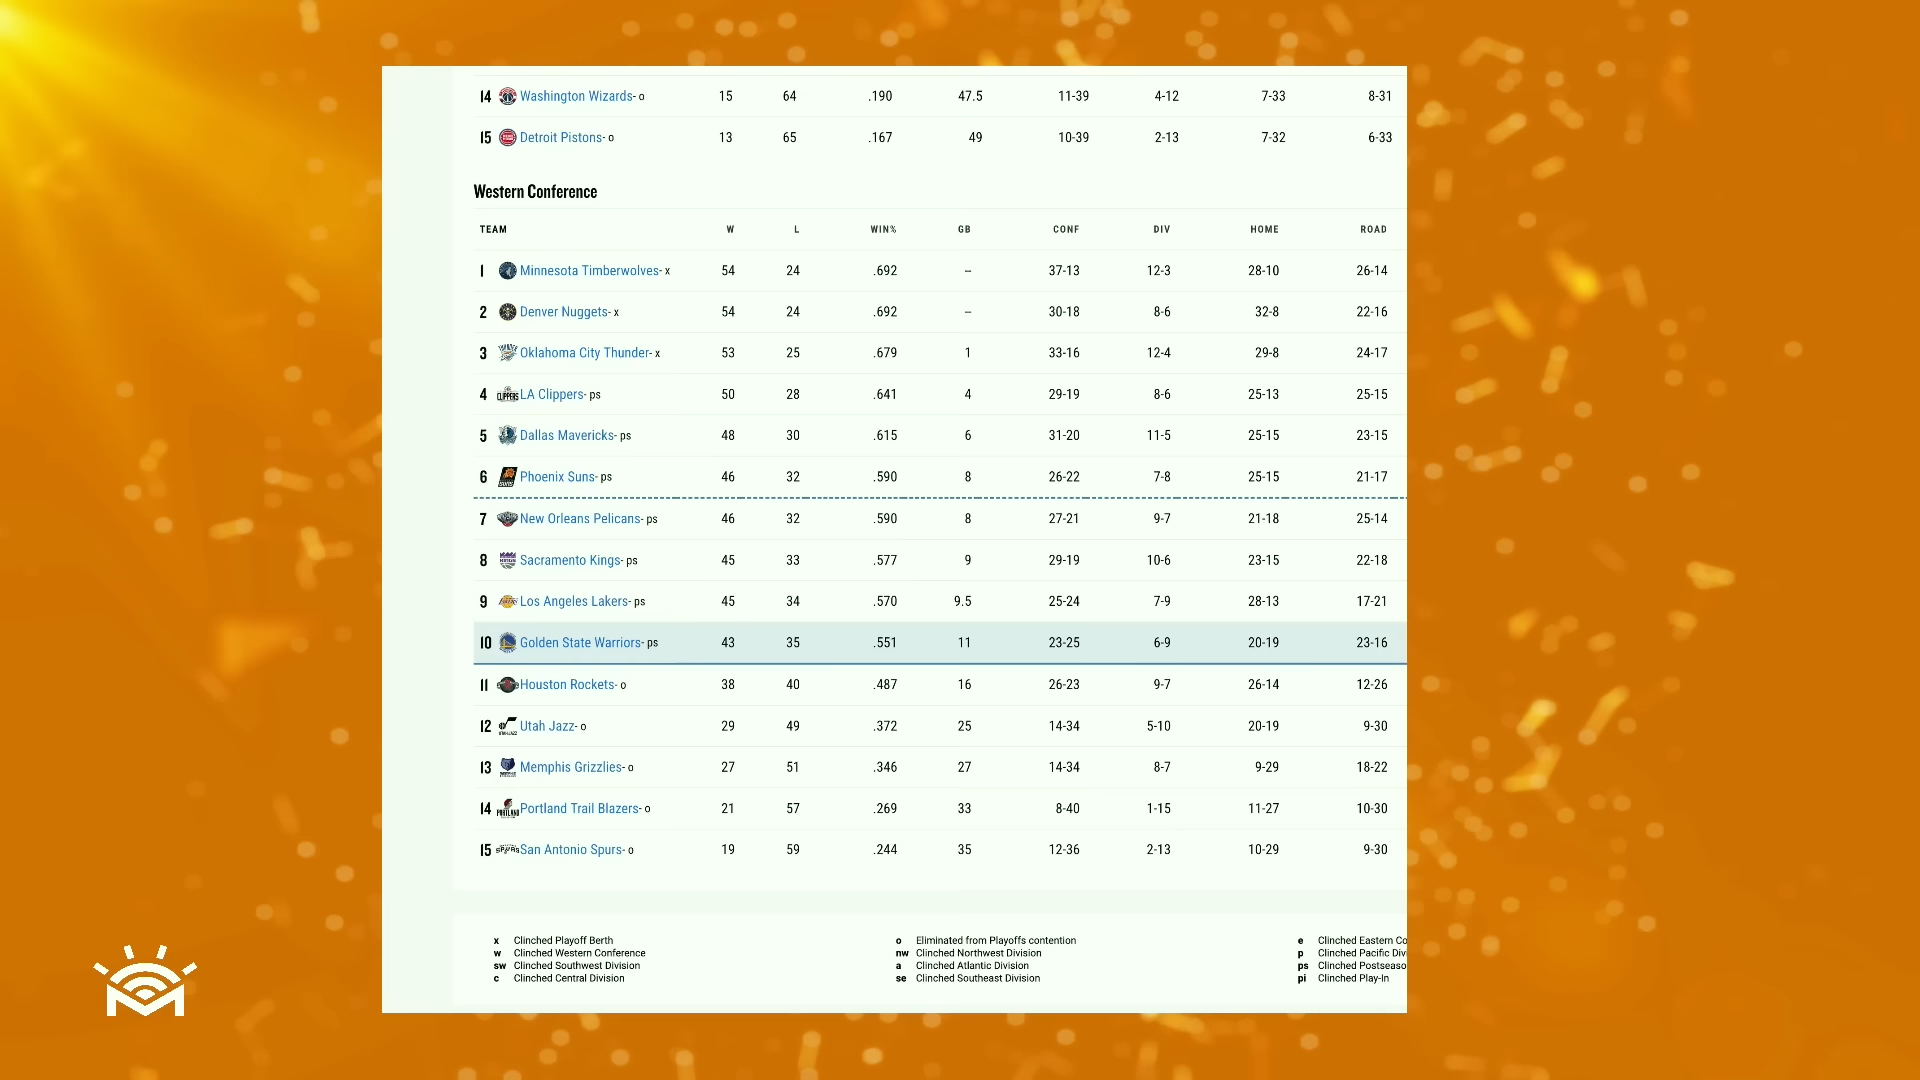 14 Washington Wizards- o 15 64 .190 47.5 11-39 4-12 7-33 8-31
15 Detroit Pistons- o 13 65 .167 49 10-39 2-13 7-32 6-33
Western Conference
TEAM W L WIN% GB CONF DIV HOME ROAD
1 Minnesota Timberwolves- x 54 24 .692 – 37-13 12-3 28-10 26-14
2 Denver Nuggets- x 54 24 .692 – 30-18 8-6 32-8 22-16
3 Oklahoma City Thunder- x 53 25 .679 1 33-16 12-4 29-8 24-17
4 LA Clippers- ps 50 28 .641 4 29-19 8-6 25-13 25-15
5 Dallas Mavericks- ps 48 30 .615 6 31-20 11-5 25-15 23-15
6 Phoenix Suns- ps 46 32 .590 8 26-22 7-8 25-15 21-17
7 New Orleans Pelicans- ps 46 32 .590 8 27-21 9-7 21-18 25-14
8 Sacramento Kings- ps 45 33 .577 9 29-19 10-6 23-15 22-18
9 Los Angeles Lakers- ps 45 34 .570 9.5 25-24 7-9 28-13 17-21
10 Golden State Warriors- ps 43 35 .551 11 23-25 6-9 20-19 23-16
11 Houston Rockets- o 38 40 .487 16 26-23 9-7 26-14 12-26
12 Utah Jazz- o 29 49 .372 25 14-34 5-10 20-19 9-30
13 Memphis Grizzlies- o 27 51 .346 27 14-34 8-7 9-29 18-22
14 Portland Trail Blazers- o 21 57 .269 33 8-40 1-15 11-27 10-30
15 San Antonio Spurs- o 19 59 .244 35 12-36 2-13 10-29 9-30
x Clinched Playoff Berth o Eliminated from Playoffs contention e Clinched Eastern Co
w Clinched Western Conference nw Clinched Northwest Division p Clinched Pacific Div
sw Clinched Southwest Division a Clinched Atlantic Division ps Clinched Postseaso
c Clinched Central Division se Clinched Southeast Division pi Clinched Play-In